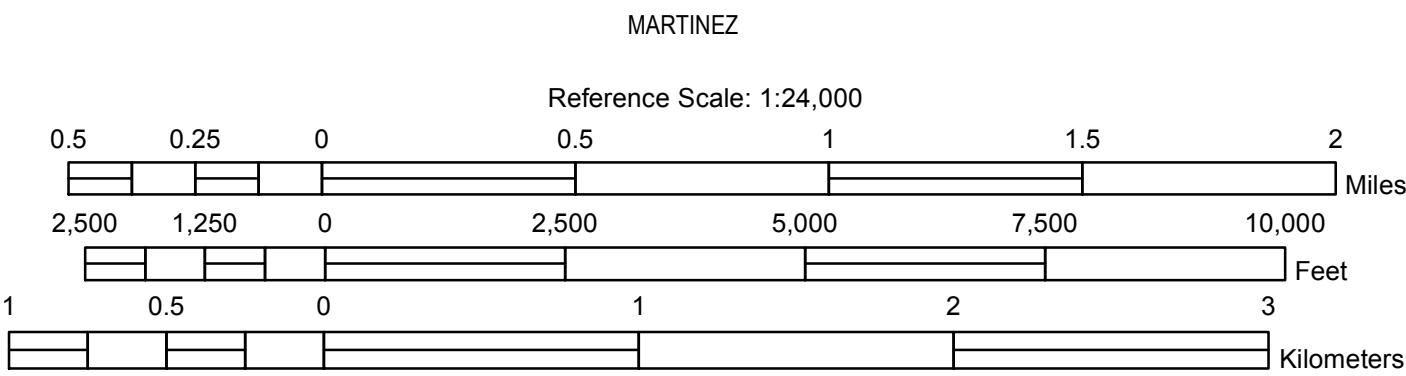 MARTINEZ
Reference Scale: 1:24,000
0.5 0.25 0 0.5 1 1.5 2
Miles
2,500 1,250 0 2,500 5,000 7,500 10,000
Feet
1 0.5 0 1 2 3
Kilometers